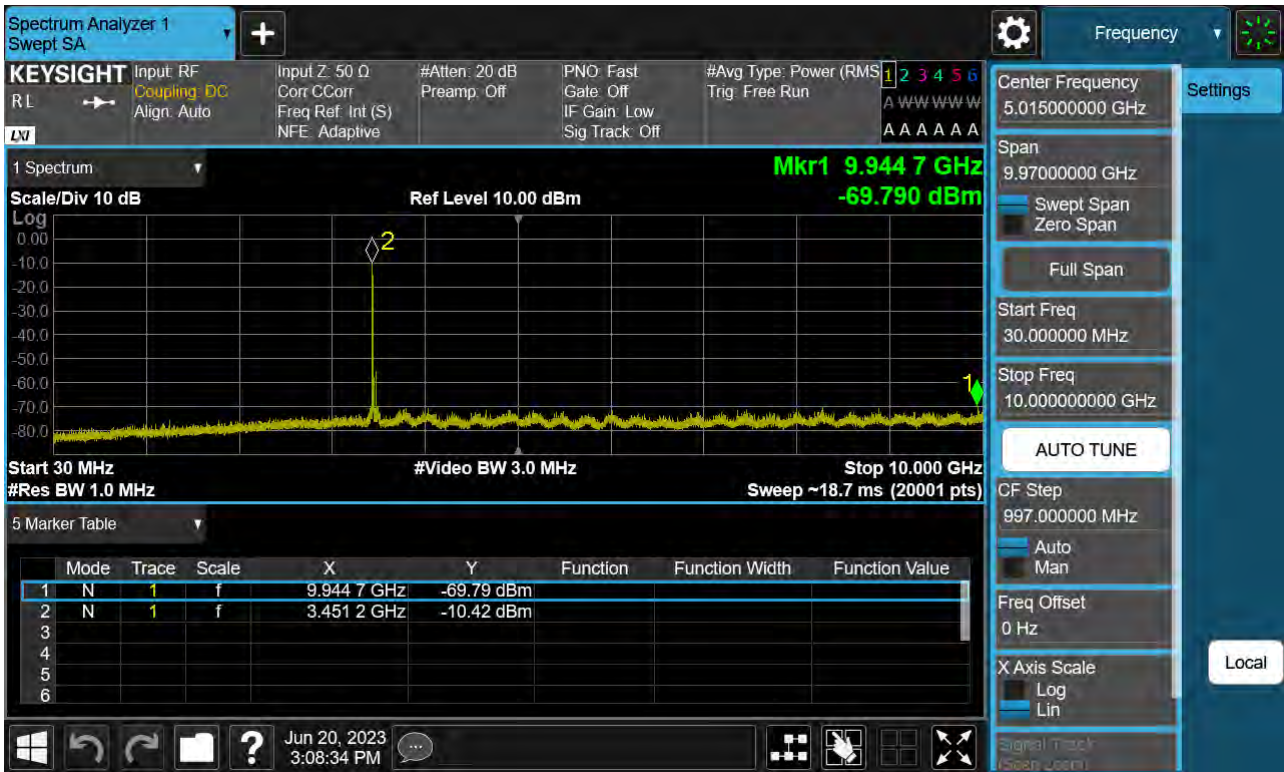 Spectrum Analyzer 1
Swept SA
Frequency
KEYSIGHT
RL
LXI
Input: RF
Coupling: DC
Align: Auto
Input Z: 50 Ω
Corr CCorr
Freq Ref: Int (S)
NFE: Adaptive
#Atten: 20 dB
Preamp: Off
PNO: Fast
Gate: Off
IF Gain: Low
Sig Track: Off
#Avg Type: Power (RMS
Trig: Free Run
1 2 3 4 5 6
A W W W W W
A A A A A A
1 Spectrum
Mkr1 9.944 7 GHz
Scale/Div 10 dB
Ref Level 10.00 dBm
-69.790 dBm
Log
0.00
-10.0
-20.0
-30.0
-40.0
-50.0
-60.0
-70.0
-80.0
2
1
Start 30 MHz
#Video BW 3.0 MHz
Stop 10.000 GHz
#Res BW 1.0 MHz
Sweep ~18.7 ms (20001 pts)
5 Marker Table
Mode Trace Scale X Y Function Function Width Function Value
1 N 1 f 9.944 7 GHz -69.79 dBm
2 N 1 f 3.451 2 GHz -10.42 dBm
3
4
5
6
Jun 20, 2023
3:08:34 PM
Center Frequency
5.015000000 GHz
Settings
Span
9.97000000 GHz
Swept Span
Zero Span
Full Span
Start Freq
30.000000 MHz
Stop Freq
10.000000000 GHz
AUTO TUNE
CF Step
997.000000 MHz
Auto
Man
Freq Offset
0 Hz
X Axis Scale
Log
Lin
Local
Signal Track
(Span Zoom)